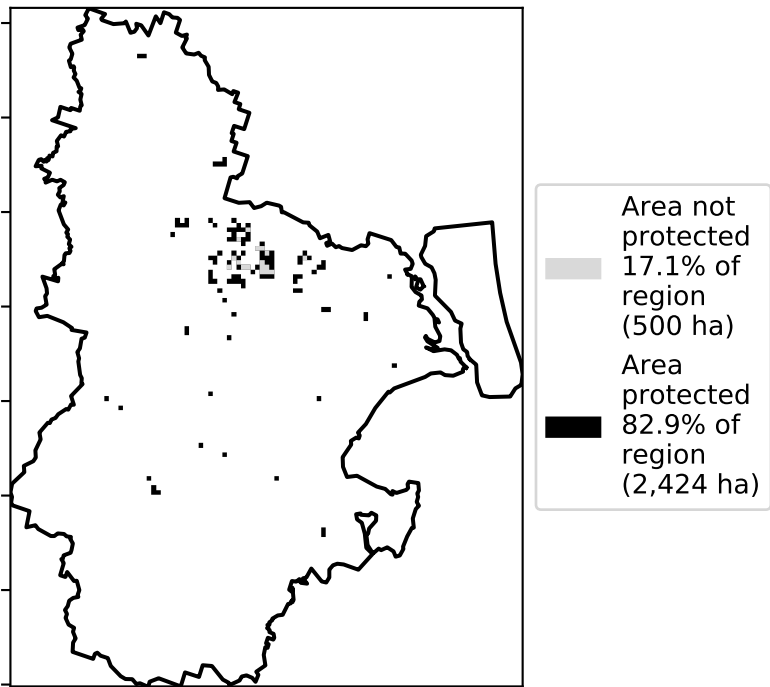 Area not
protected
17.1% of
region
(500 ha)
Area
protected
82.9% of
region
(2,424 ha)